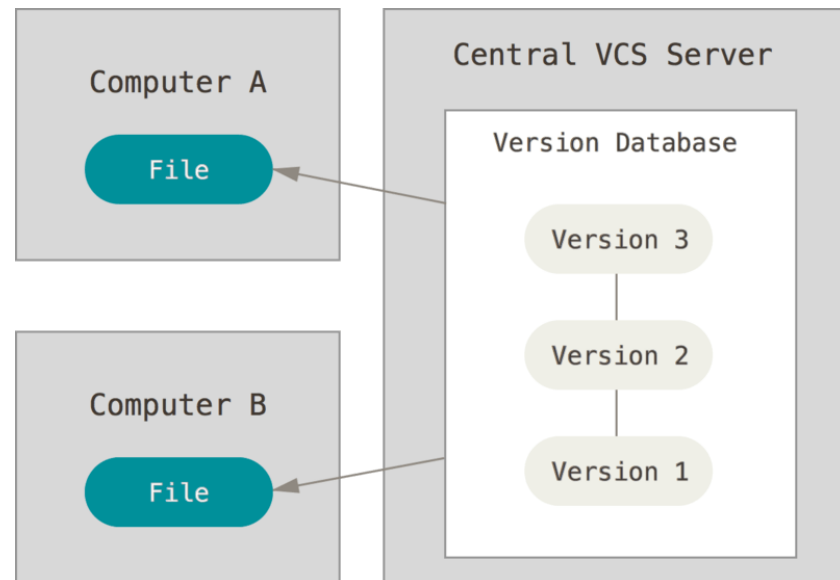 Computer A
File
Computer B
File
Central VCS Server
Version Database
Version 3
Version 2
Version 1